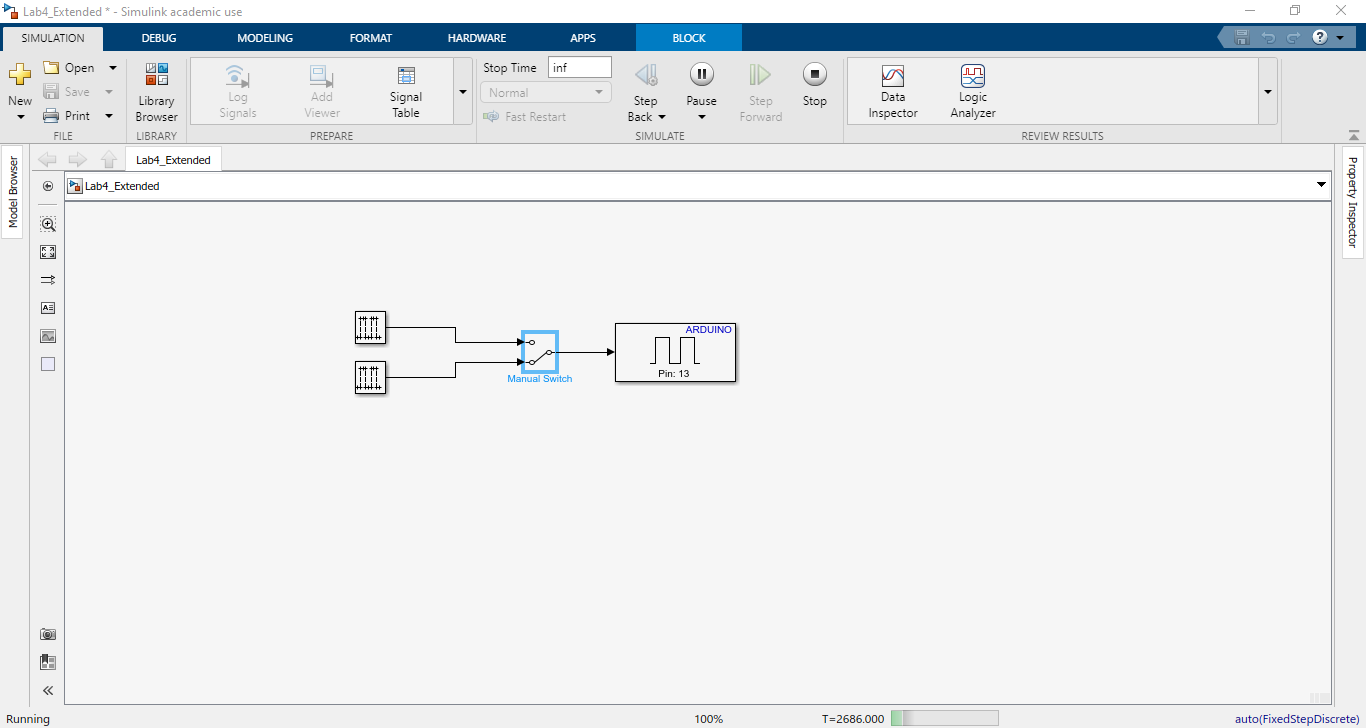 Lab4_Extended * - Simulink academic use
SIMULATION DEBUG MODELING FORMAT HARDWARE APPS BLOCK
New
Open
Save
Print
FILE
Library
Browser
LIBRARY
Log
Signals
Add
Viewer
Signal
Table
PREPARE
Stop Time inf
Normal
Fast Restart
Step
Back
Pause
Step
Forward
Stop
SIMULATE
Data
Inspector
Logic
Analyzer
REVIEW RESULTS
Model Browser
Lab4_Extended
Lab4_Extended
Property Inspector
Manual Switch
ARDUINO
Pin: 13
Running 100% T=2686.000 auto(FixedStepDiscrete)